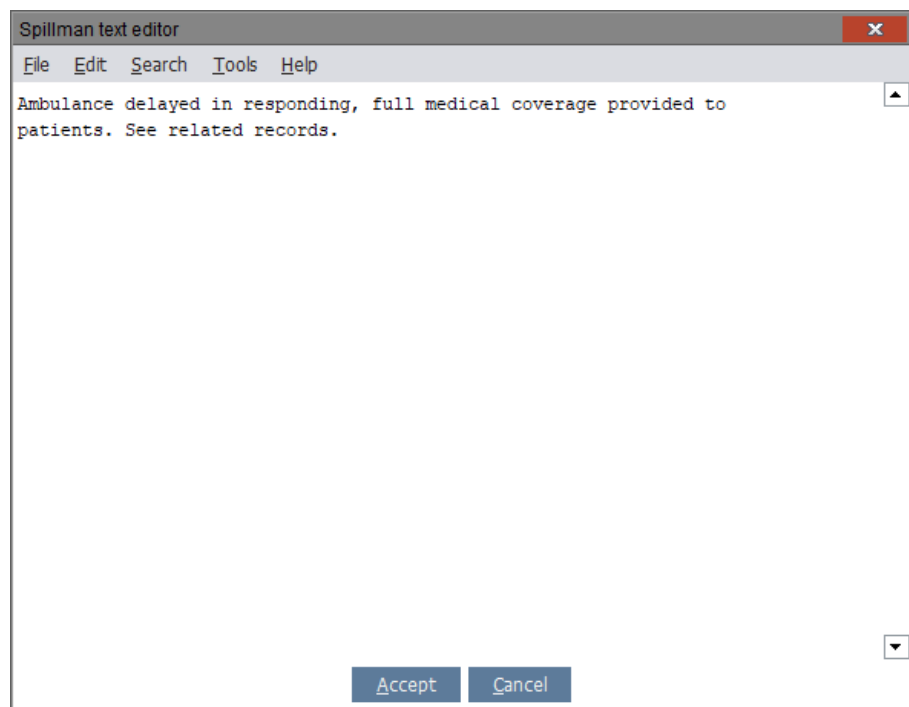 Spillman text editor
File Edit Search Tools Help
Ambulance delayed in responding, full medical coverage provided to
patients. See related records.
Accept Cancel